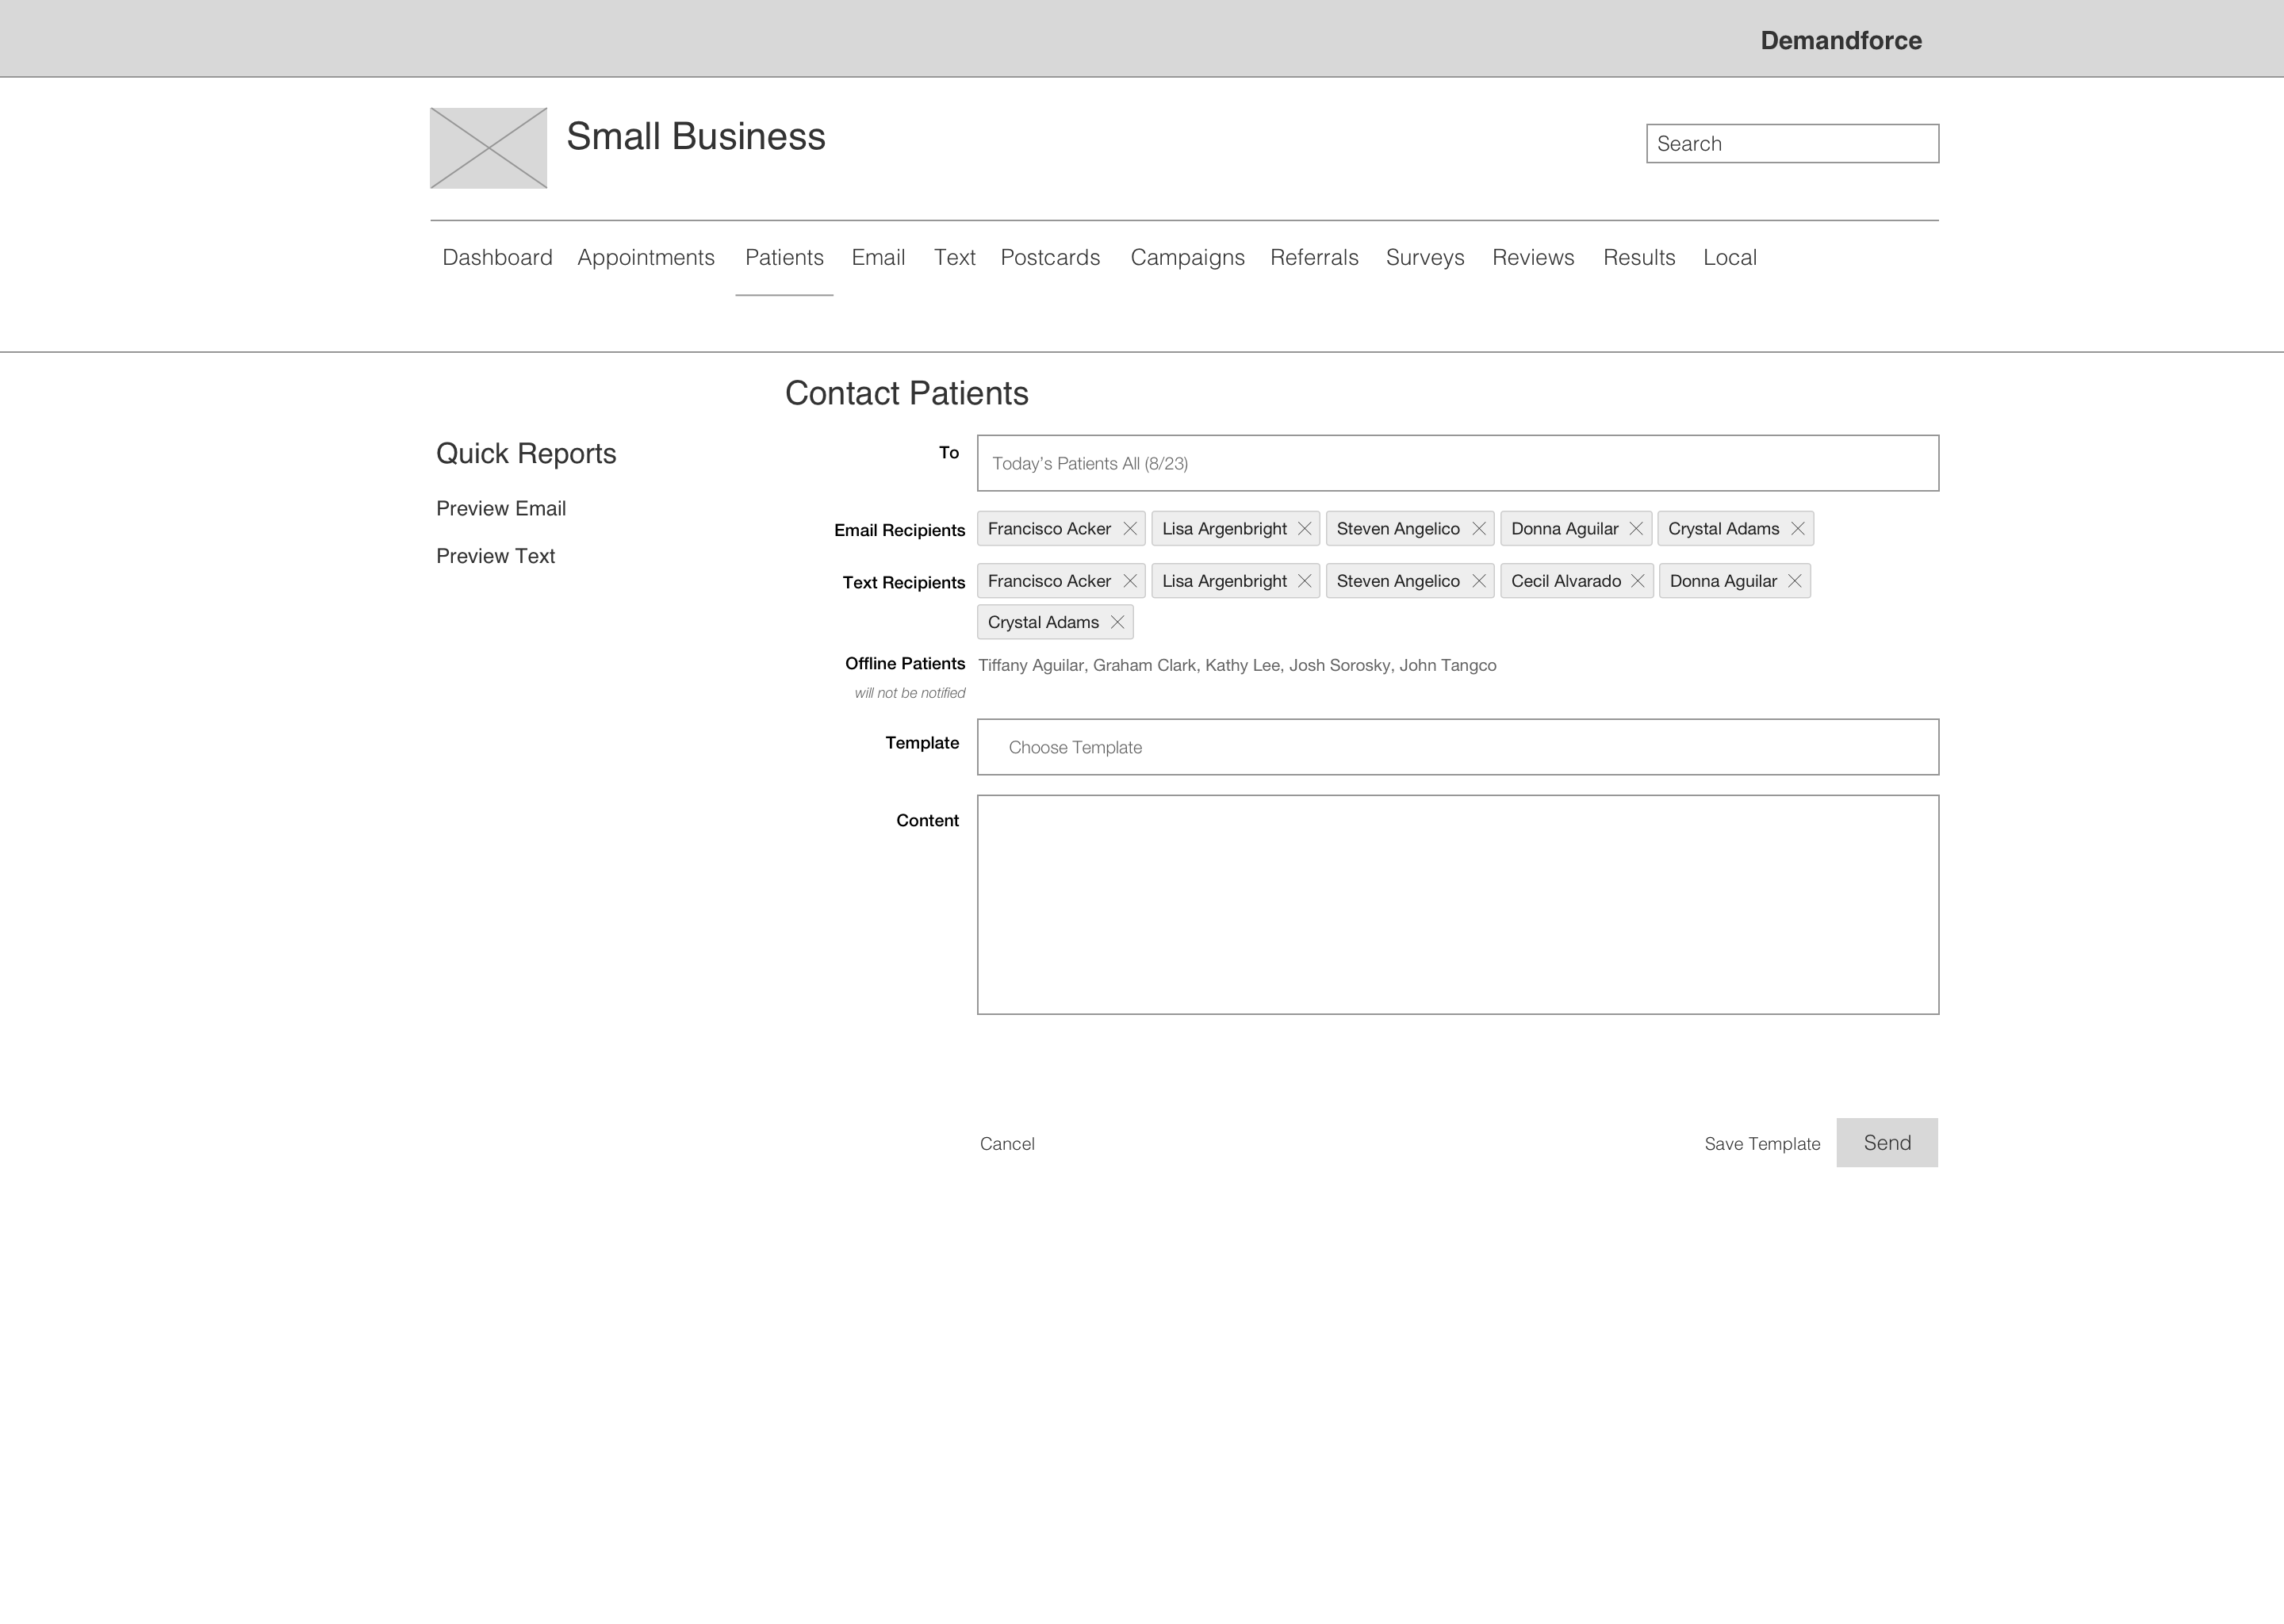 Demandforce
Small Business
Search
Dashboard Appointments Patients Email Text Postcards Campaigns Referrals Surveys Reviews Results Local
Contact Patients
Quick Reports
Preview Email
Preview Text
To Today's Patients All (8/23)
Email Recipients Francisco Acker Lisa Argenbright Steven Angelico Donna Aguilar Crystal Adams
Text Recipients Francisco Acker Lisa Argenbright Steven Angelico Cecil Alvarado Donna Aguilar
Crystal Adams
Offline Patients Tiffany Aguilar, Graham Clark, Kathy Lee, Josh Sorosky, John Tangco
will not be notified
Template Choose Template
Content
Cancel Save Template Send